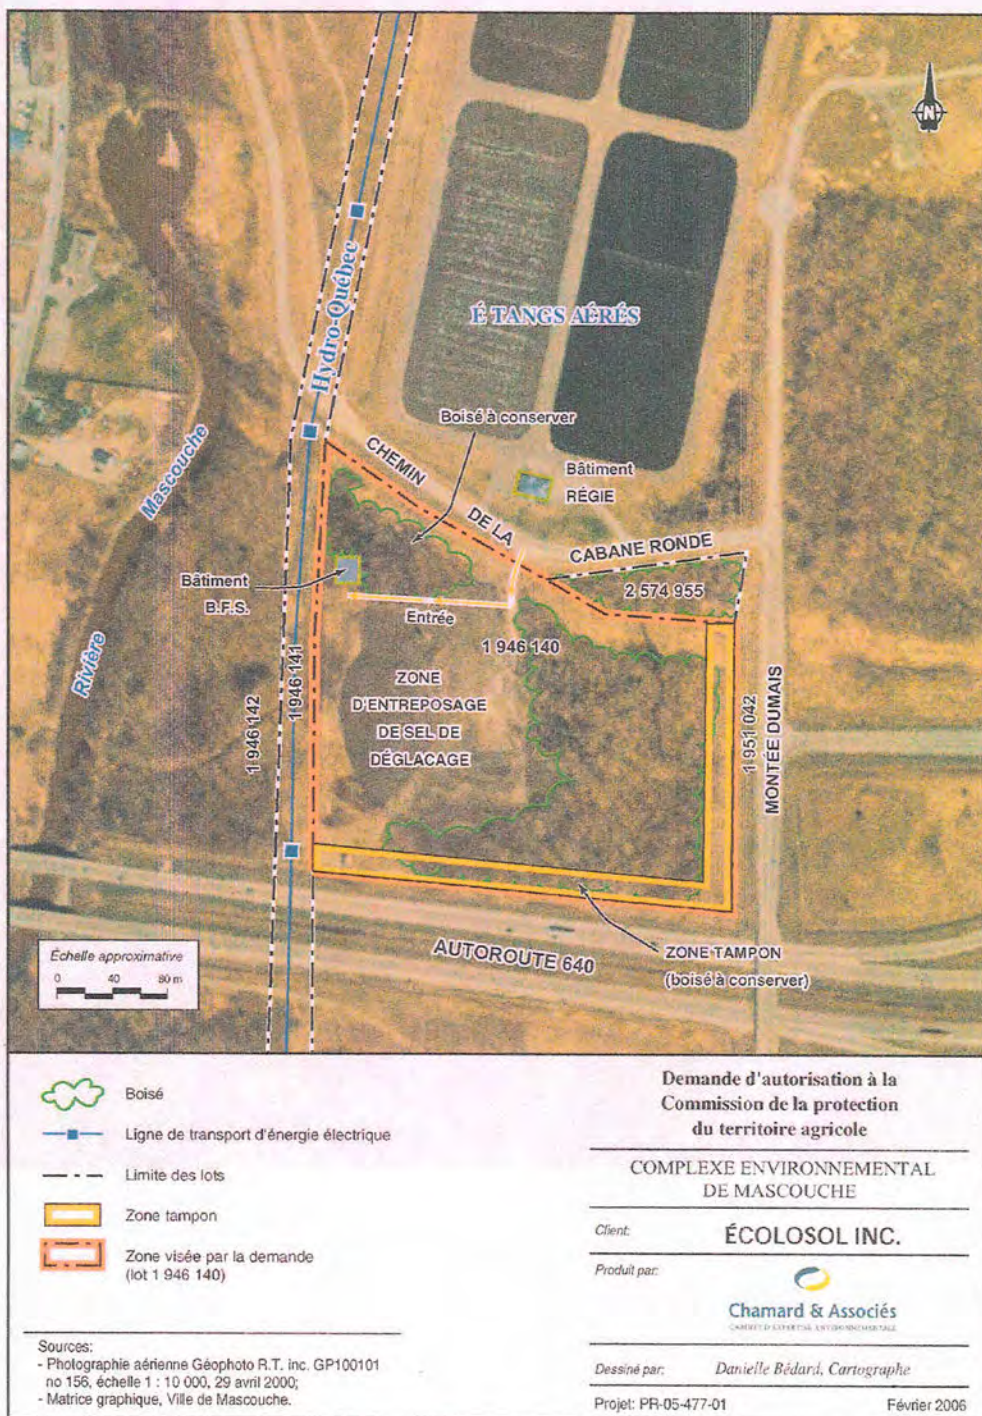 N
Hydro-Québec
É TANGS AÉRÉS
Boisé à conserver
CHEMIN
DE LA
CABANE RONDE
Bâtiment
RÉGIE
Rivière
Mascouche
Bâtiment
B.F.S.
Entrée
2 574 955
1 946 140
ZONE
D'ENTREPOSAGE
DE SEL DE
DÉGLACAGE
1 946 142
1 946 141
1 951 042
MONTÉE DUMAIS
AUTOROUTE 640
ZONE TAMPON
(boisé à conserver)
Échelle approximative
0 40 80 m
Boisé
Ligne de transport d'énergie électrique
Limite des lots
Zone tampon
Zone visée par la demande
(lot 1 946 140)
Sources:
- Photographie aérienne Géophoto R.T. inc. GP100101
no 156, échelle 1 : 10 000, 29 avril 2000;
- Matrice graphique, Ville de Mascouche.
Demande d'autorisation à la
Commission de la protection
du territoire agricole
COMPLEXE ENVIRONNEMENTAL
DE MASCOUCHE
Client: ÉCOLOSOL INC.
Produit par:
Chamard & Associés
CABINET D'EXPERTISE ENVIRONNEMENTALE
Dessiné par: Danielle Bédard, Cartographe
Projet: PR-05-477-01 Février 2006